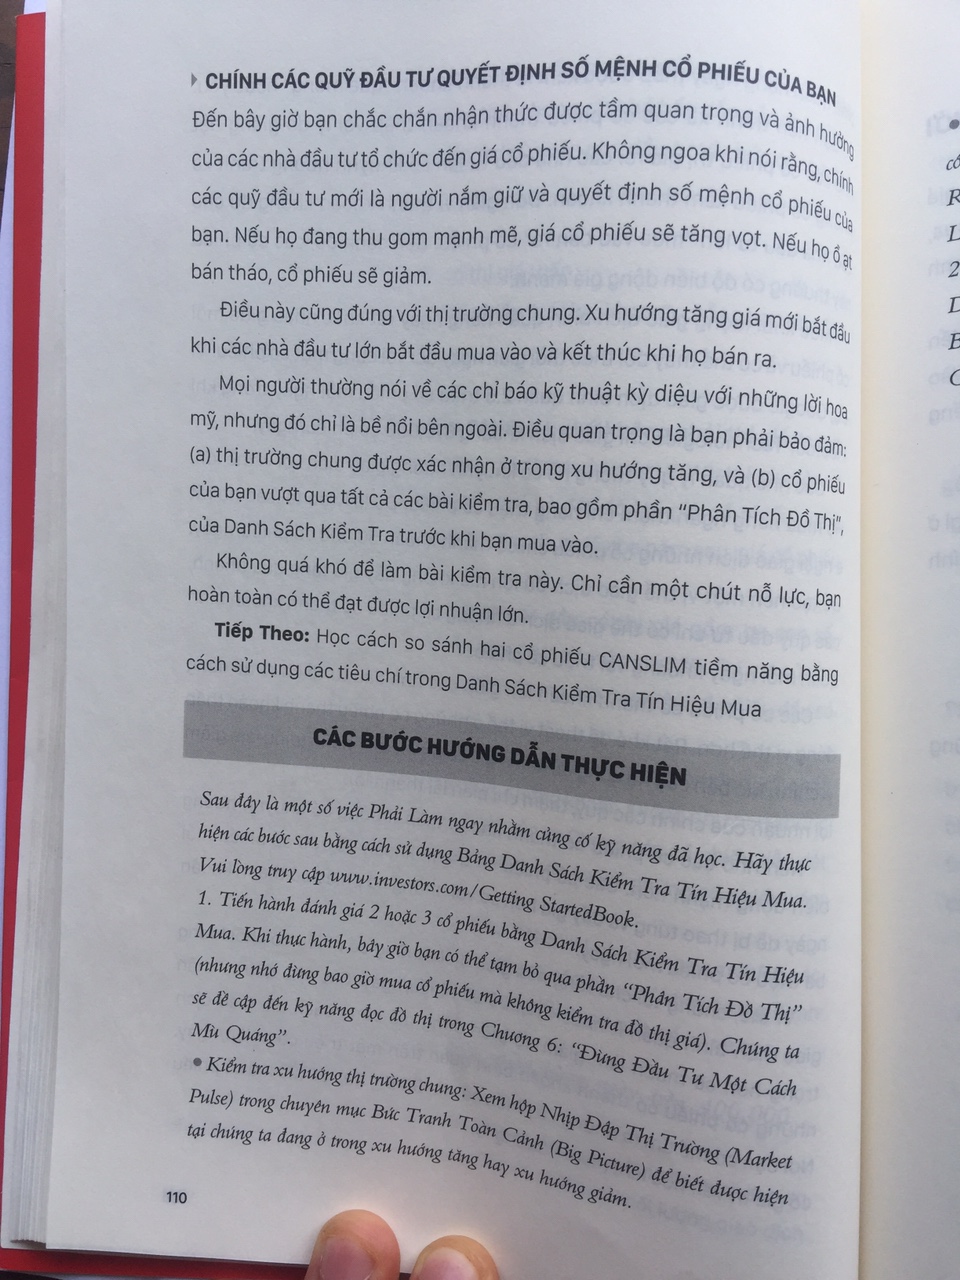 CHÍNH CÁC QUỸ ĐẦU TƯ QUYẾT ĐỊNH SỐ MỆNH CỔ PHIẾU CỦA BẠN
Đến bây giờ bạn chắc chắn nhận thức được tầm quan trọng và ảnh hưởng
của các nhà đầu tư tổ chức đến giá cổ phiếu. Không ngoa khi nói rằng, chính
các quỹ đầu tư mới là người nắm giữ và quyết định số mệnh cổ phiếu của
bạn. Nếu họ đang thu gom mạnh mẽ, giá cổ phiếu sẽ tăng vọt. Nếu họ ồ ạt
bán tháo, cổ phiếu sẽ giảm.
Điều này cũng đúng với thị trường chung. Xu hướng tăng giá mới bắt đầu
khi các nhà đầu tư lớn bắt đầu mua vào và kết thúc khi họ bán ra.
Mọi người thường nói về các chỉ báo kỹ thuật kỳ diệu với những lời hoa
mỹ, nhưng đó chỉ là bề nổi bên ngoài. Điều quan trọng là bạn phải bảo đảm:
(a) thị trường chung được xác nhận ở trong xu hướng tăng, và (b) cổ phiếu
của bạn vượt qua tất cả các bài kiểm tra, bao gồm phần “Phân Tích Đồ Thị”,
của Danh Sách Kiểm Tra trước khi bạn mua vào.
Không quá khó để làm bài kiểm tra này. Chỉ cần một chút nỗ lực, bạn
hoàn toàn có thể đạt được lợi nhuận lớn.
Tiếp Theo: Học cách so sánh hai cổ phiếu CANSLIM tiềm năng bằng
cách sử dụng các tiêu chí trong Danh Sách Kiểm Tra Tín Hiệu Mua
CÁC BƯỚC HƯỚNG DẪN THỰC HIỆN
Sau đây là một số việc Phải Làm ngay nhằm củng cố kỹ năng đã học. Hãy thực
hiện các bước sau bằng cách sử dụng Bảng Danh Sách Kiểm Tra Tín Hiệu Mua.
Vui lòng truy cập www.investors.com/Getting StartedBook.
1. Tiến hành đánh giá 2 hoặc 3 cổ phiếu bằng Danh Sách Kiểm Tra Tín Hiệu
Mua. Khi thực hành, bây giờ bạn có thể tạm bỏ qua phần “Phân Tích Đồ Thị”
(nhưng nhớ đừng bao giờ mua cổ phiếu mà không kiểm tra đồ thị giá). Chúng ta
sẽ đề cập đến kỹ năng đọc đồ thị trong Chương 6: “Đừng Đầu Tư Một Cách
Mù Quáng”.
• Kiểm tra xu hướng thị trường chung: Xem hộp Nhịp Đập Thị Trường (Market
Pulse) trong chuyên mục Bức Tranh Toàn Cảnh (Big Picture) để biết được hiện
tại chúng ta đang ở trong xu hướng tăng hay xu hướng giảm.
110